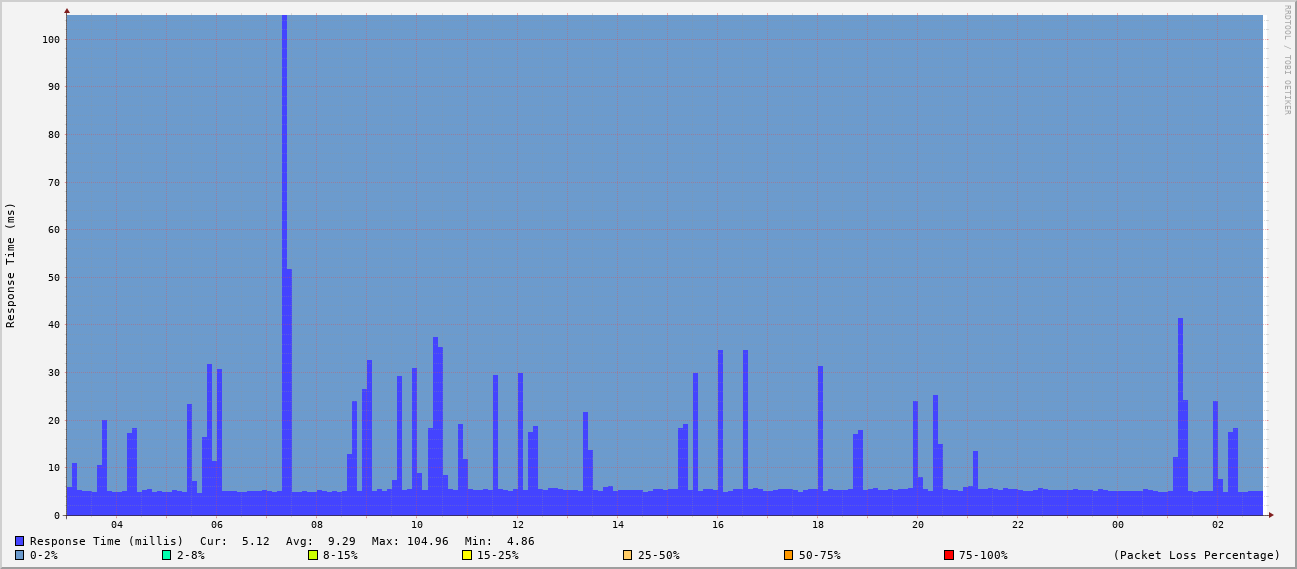 RRDTOOL / TOBI OETIKER
Response Time (ms)
100
90
80
70
60
50
40
30
20
10
0
04 06 08 10 12 14 16 18 20 22 00 02
Response Time (millis) Cur: 5.12 Avg: 9.29 Max: 104.96 Min: 4.86
0-2% 2-8% 8-15% 15-25% 25-50% 50-75% 75-100% (Packet Loss Percentage)